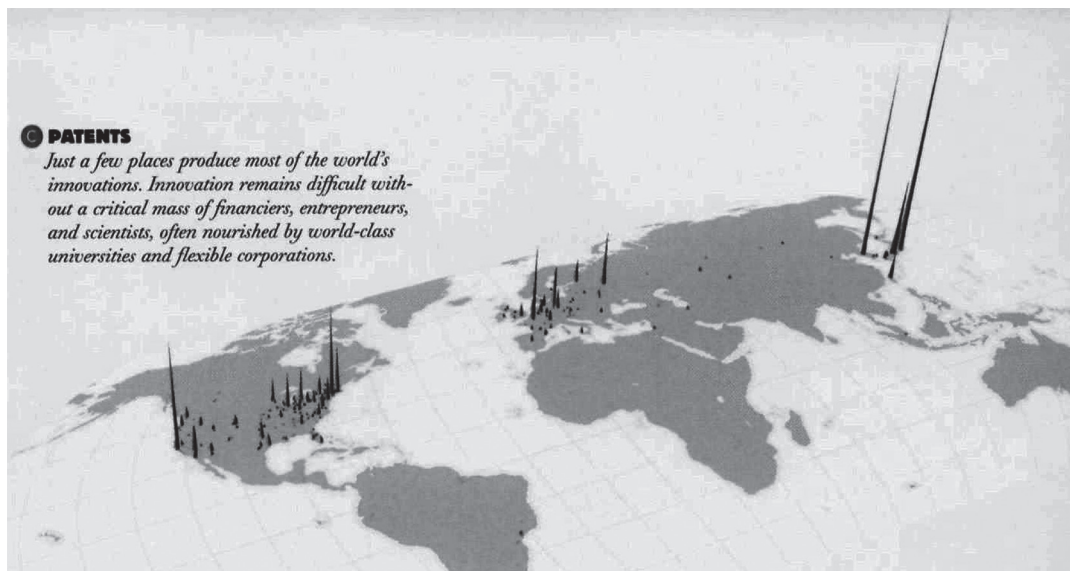 C PATENTS
Just a few places produce most of the world's
innovations. Innovation remains difficult with-
out a critical mass of financiers, entrepreneurs,
and scientists, often nourished by world-class
universities and flexible corporations.